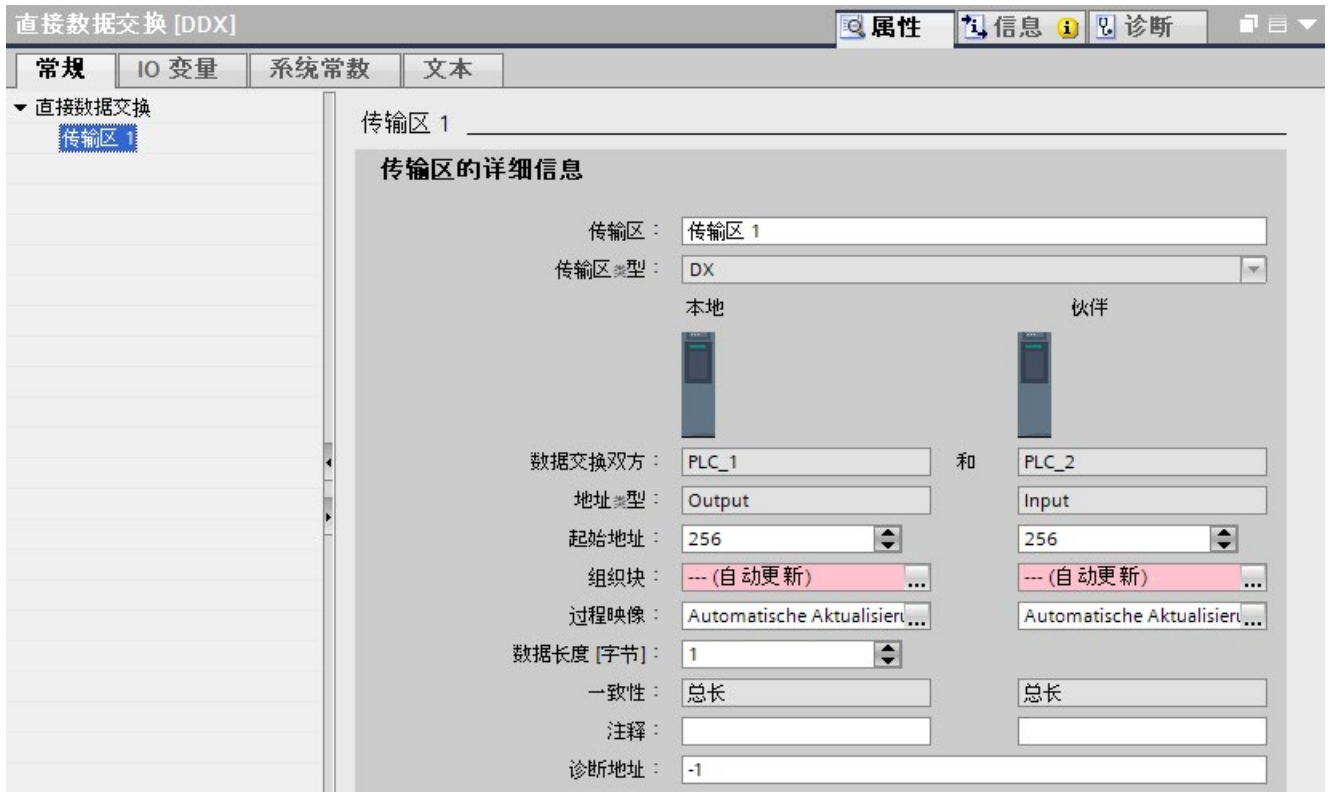 直接数据交换 [DDX]
属性 信息 诊断
常规 IO 变量 系统常数 文本
直接数据交换
传输区 1
传输区 1
传输区的详细信息
传输区： 传输区 1
传输区类型： DX
本地 伙伴
数据交换双方： PLC_1 和 PLC_2
地址类型： Output Input
起始地址： 256 256
组织块： --- (自动更新) ... --- (自动更新) ...
过程映像： Automatische Aktualisieru... Automatische Aktualisieru...
数据长度 [字节]： 1
一致性： 总长 总长
注释：
诊断地址： -1